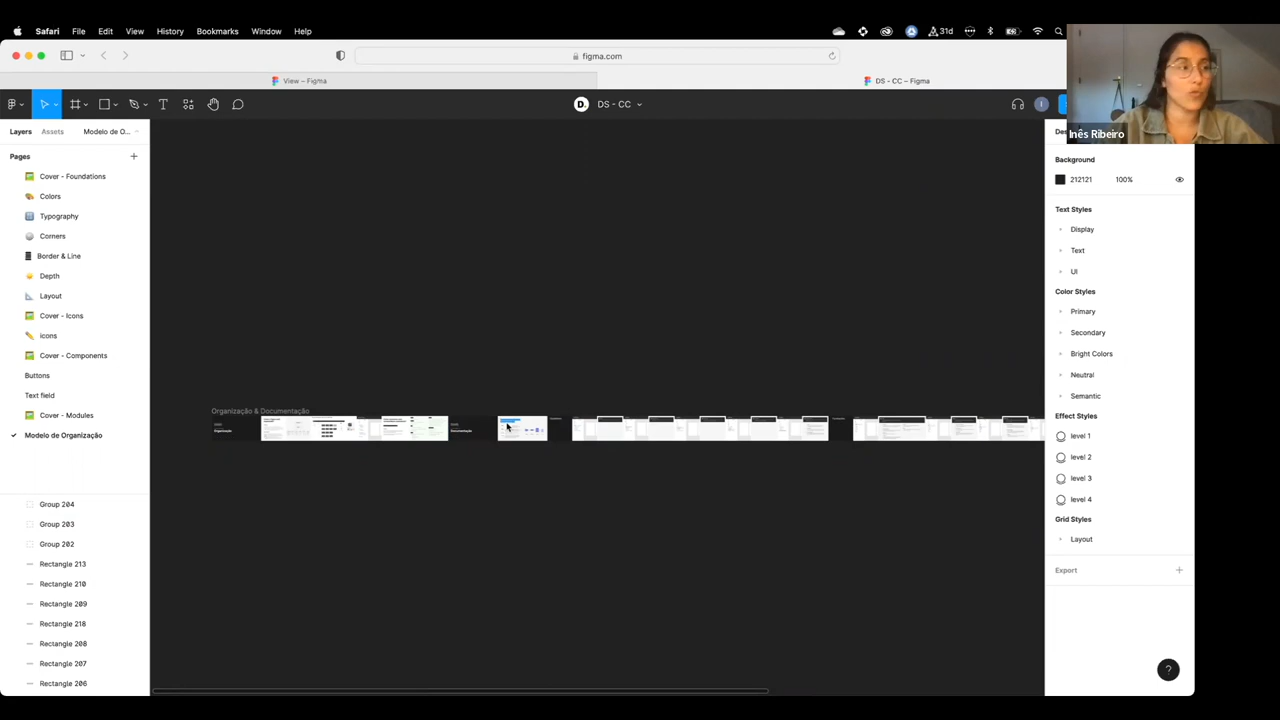 Safari File Edit View History Bookmarks Window Help
31d
figma.com
View – Figma
DS - CC – Figma
DS - CC
I
Inês Ribeiro
Layers Assets Modelo de O...
Pages
Cover - Foundations
Colors
Typography
Corners
Border & Line
Depth
Layout
Cover - Icons
icons
Cover - Components
Buttons
Text field
Cover - Modules
Modelo de Organização
Group 204
Group 203
Group 202
Rectangle 213
Rectangle 210
Rectangle 209
Rectangle 218
Rectangle 208
Rectangle 207
Rectangle 206
Organização & Documentação
Organização
Documentação
Background
212121 100%
Text Styles
Display
Text
UI
Color Styles
Primary
Secondary
Bright Colors
Neutral
Semantic
Effect Styles
level 1
level 2
level 3
level 4
Grid Styles
Layout
Export
?